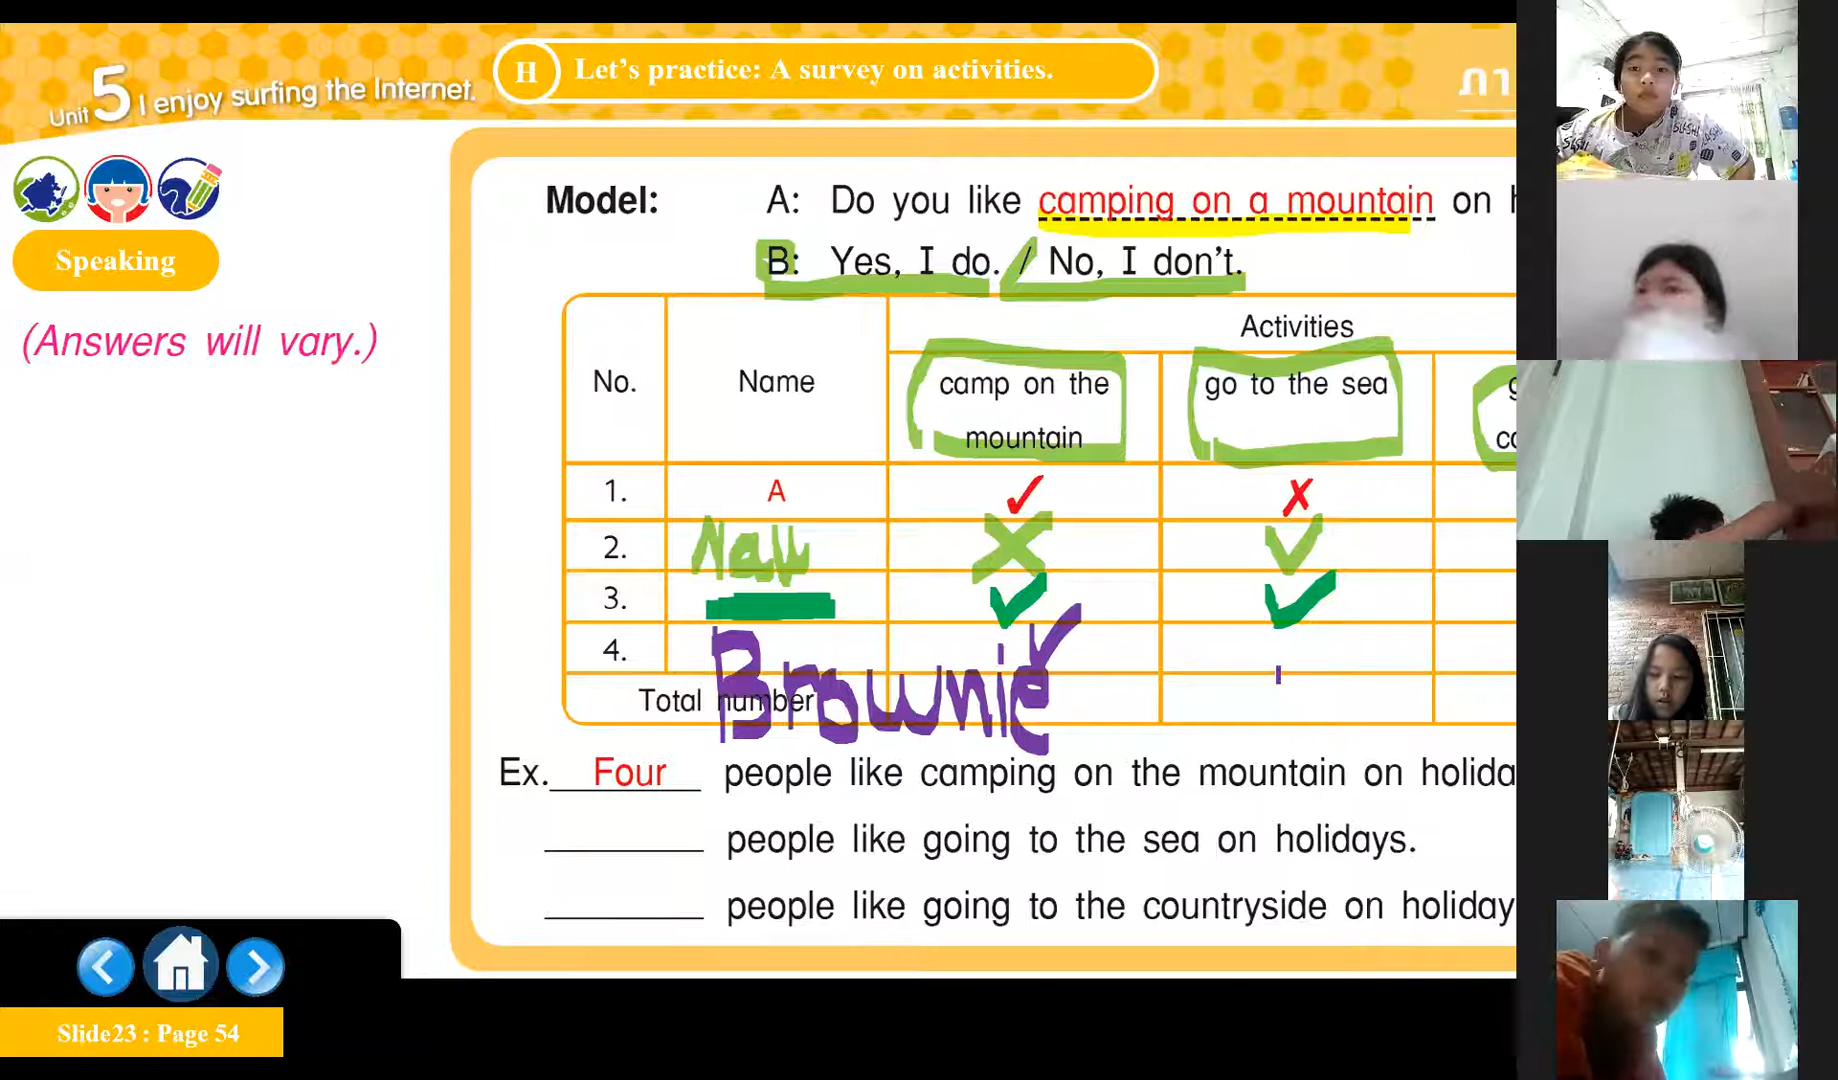 Unit 5 I enjoy surfing the Internet.
H Let's practice: A survey on activities.
ภา
Speaking
(Answers will vary.)
Model: A: Do you like camping on a mountain on h
B: Yes, I do. / No, I don't.
No. Name Activities
camp on the mountain
go to the sea
g
co
1. A ✓ ✗
2. ✗ ✓
3. ✓ ✓
4. Brownie ✓
Total number
Ex. Four people like camping on the mountain on holida
people like going to the sea on holidays.
people like going to the countryside on holiday
Slide23 : Page 54